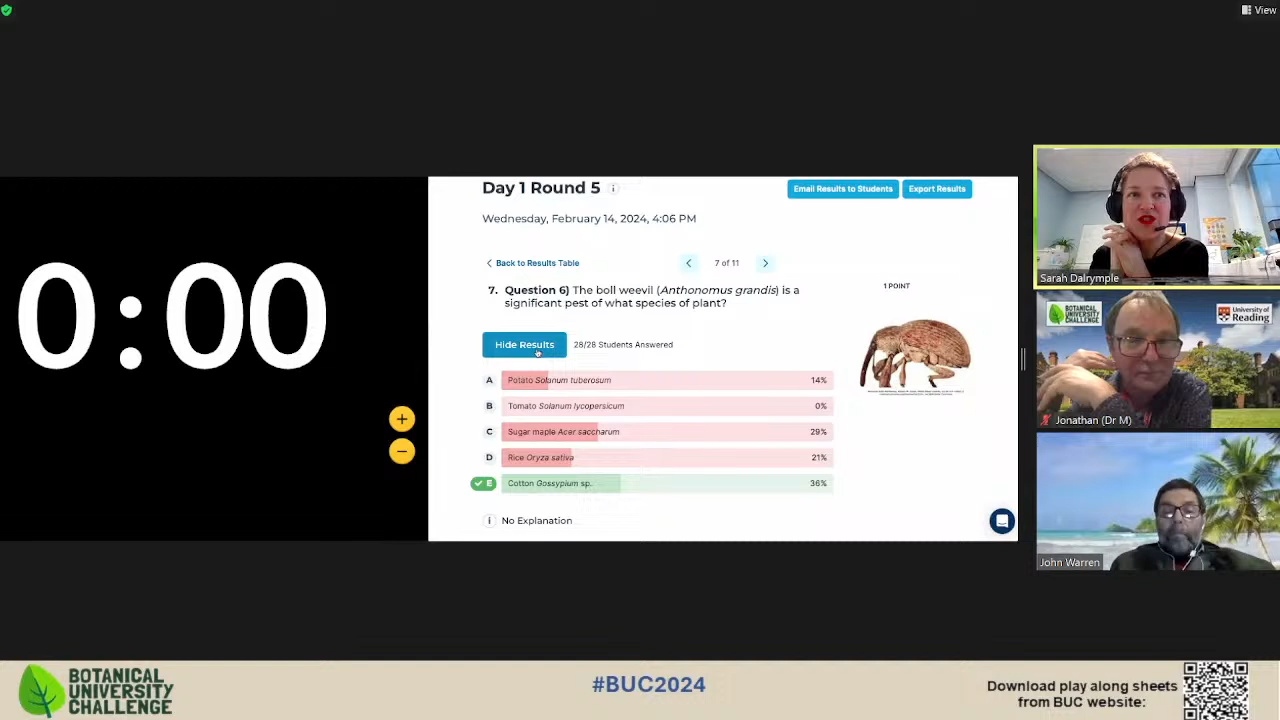 View
0:00
+
−
Day 1 Round 5
Email Results to Students
Export Results
Wednesday, February 14, 2024, 4:06 PM
Back to Results Table
7 of 11
7. Question 6) The boll weevil (Anthonomus grandis) is a
significant pest of what species of plant?
1 POINT
Hide Results
28/28 Students Answered
A Potato Solanum tuberosum 14%
B Tomato Solanum lycopersicum 0%
C Sugar maple Acer saccharum 29%
D Rice Oryza sativa 21%
E Cotton Gossypium sp. 36%
No Explanation
Sarah Dalrymple
BOTANICAL
UNIVERSITY
CHALLENGE
University of
Reading
Jonathan (Dr M)
John Warren
BOTANICAL
UNIVERSITY
CHALLENGE
#BUC2024
Download play along sheets
from BUC website: